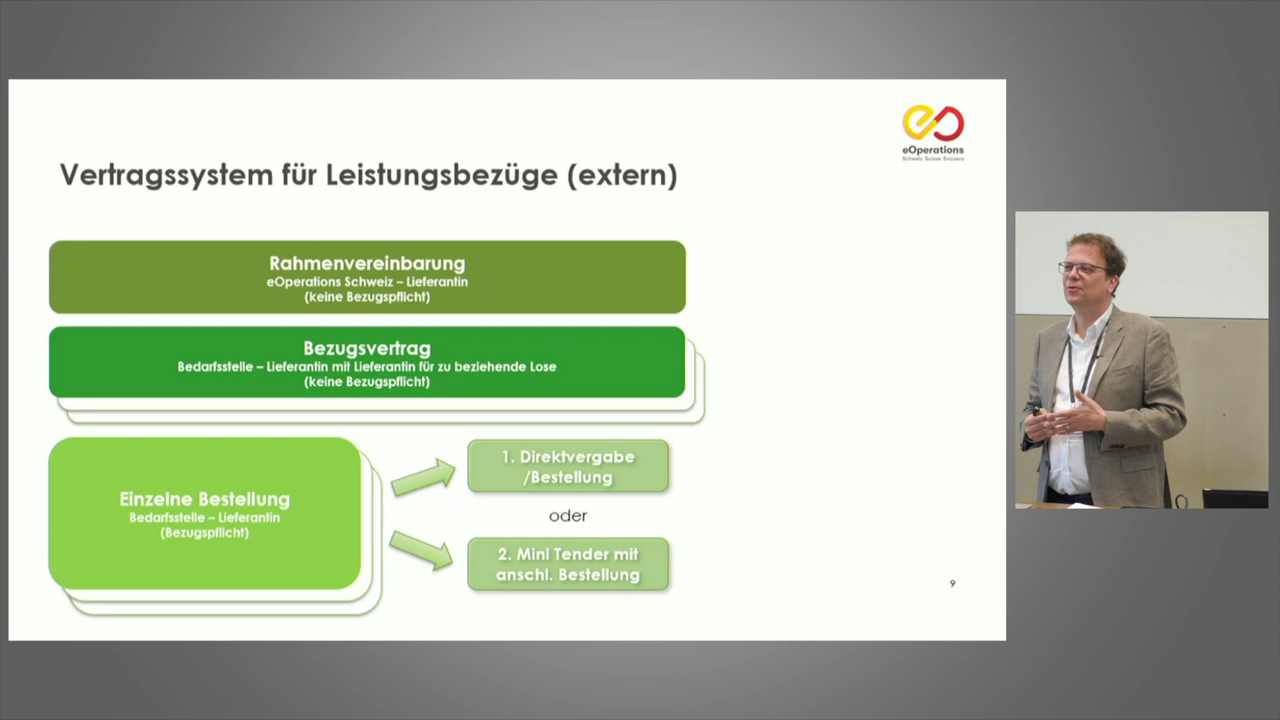 eOperations
Schweiz Suisse Svizzera
Vertragssystem für Leistungsbezüge (extern)
Rahmenvereinbarung
eOperations Schweiz – Lieferantin
(keine Bezugspflicht)
Bezugsvertrag
Bedarfsstelle – Lieferantin mit Lieferantin für zu beziehende Lose
(keine Bezugspflicht)
Einzelne Bestellung
Bedarfsstelle – Lieferantin
(Bezugspflicht)
1. Direktvergabe
/Bestellung
oder
2. Mini Tender mit
anschl. Bestellung
9